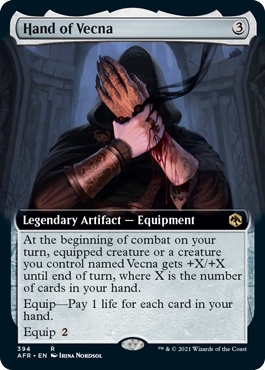 Hand of Vecna 3
Legendary Artifact — Equipment
At the beginning of combat on your
turn, equipped creature or a creature
you control named Vecna gets +X/+X
until end of turn, where X is the number
of cards in your hand.
Equip—Pay 1 life for each card in your
hand.
Equip 2
394 R
AFR • EN Irina Nordsol
™ & © 2021 Wizards of the Coast